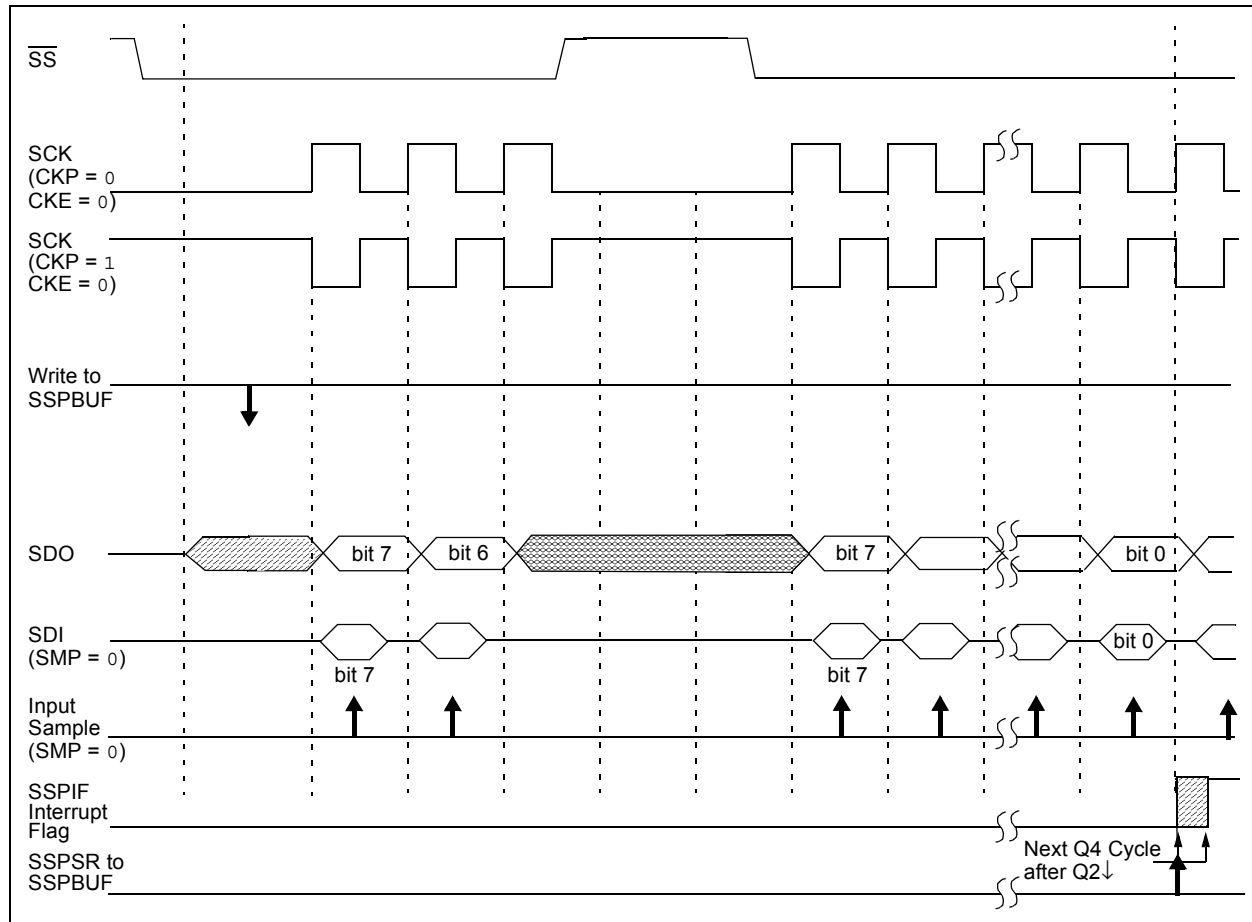 SS
SCK
(CKP = 0
CKE = 0)
SCK
(CKP = 1
CKE = 0)
Write to
SSPBUF
SDO
bit 7
bit 6
bit 7
bit 0
SDI
(SMP = 0)
bit 7
bit 7
bit 0
Input
Sample
(SMP = 0)
SSPIF
Interrupt
Flag
SSPSR to
SSPBUF
Next Q4 Cycle
after Q2↓